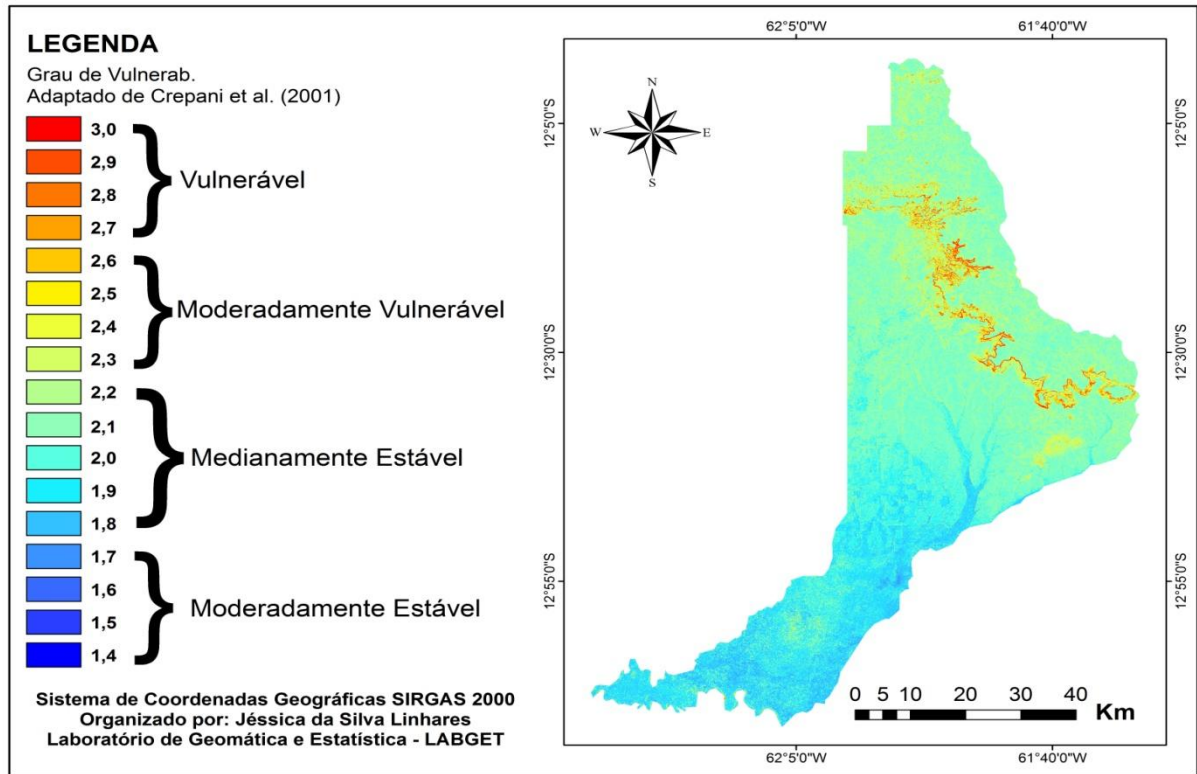 LEGENDA
Grau de Vulnerab.
Adaptado de Crepani et al. (2001)
3,0
2,9
2,8
2,7
Vulnerável
2,6
2,5
2,4
2,3
Moderadamente Vulnerável
2,2
2,1
2,0
1,9
1,8
Medianamente Estável
1,7
1,6
1,5
1,4
Moderadamente Estável
Sistema de Coordenadas Geográficas SIRGAS 2000
Organizado por: Jéssica da Silva Linhares
Laboratório de Geomática e Estatística - LABGET
62°5'0"W
61°40'0"W
N
W
E
S
12°5'0"S
12°5'0"S
12°30'0"S
12°30'0"S
12°55'0"S
12°55'0"S
0 5 10 20 30 40
Km
62°5'0"W
61°40'0"W